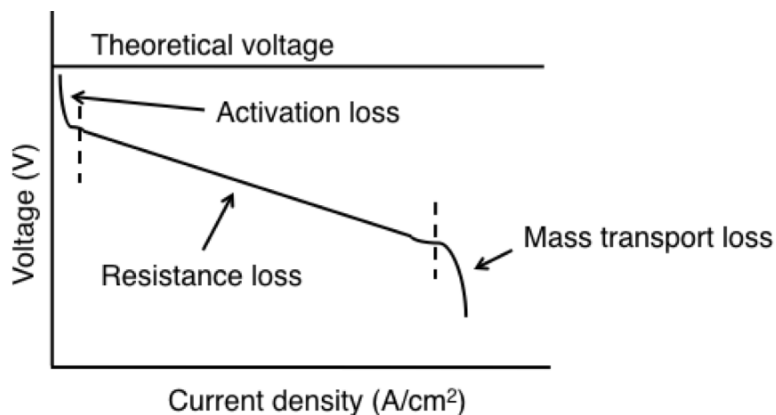 Theoretical voltage
Activation loss
Voltage (V)
Mass transport loss
Resistance loss
Current density (A/cm²)